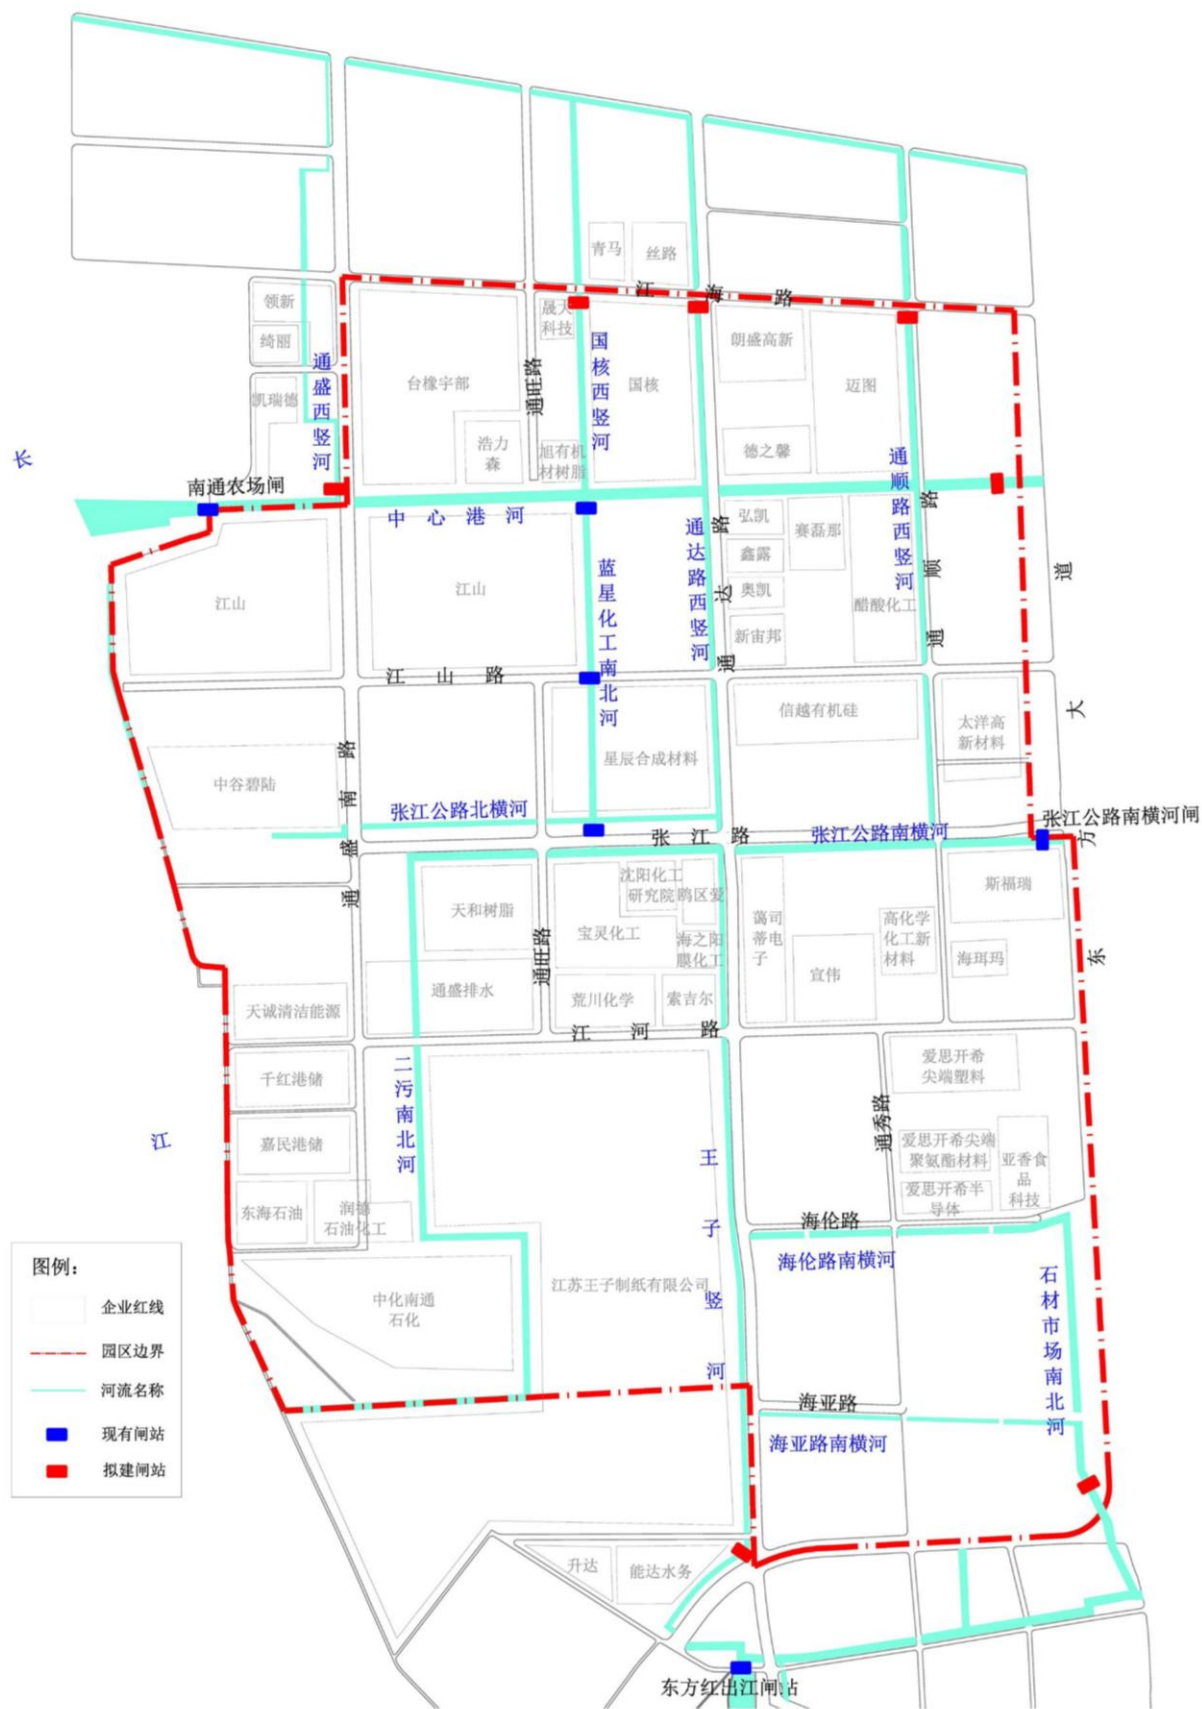 青马
丝路
江海路
领新
绮丽
晟大
科技
朗盛高新
通盛西竖河
台橡宇部
通旺路
国核西竖河
国核
迈图
凯瑞德
浩力
森
旭有机
材树脂
德之馨
通顺路西竖河
长
南通农场闸
中心港河
弘凯
鑫露
奥凯
新宙邦
赛磊那
醋酸化工
通达路西竖河
通达路
通顺路
蓝星化工南北河
江山
江山
江山路
东方大道
信越有机硅
太洋高
新材料
中谷碧陆
通盛南路
星辰合成材料
张江公路北横河
张江路
张江公路南横河
张江公路南横河闸
天和树脂
沈阳化工
研究院
鸥区爱
宝灵化工
海之阳
膜化工
蔼司
蒂电
子
高化学
化工新
材料
宣伟
斯福瑞
海珥玛
通旺路
通盛排水
荒川化学
索吉尔
天诚清洁能源
江河路
千红港储
二污南北河
爱思开希
尖端塑料
通秀路
嘉民港储
江
王子竖河
爱思开希尖端
聚氨酯材料
爱思开希半
导体
亚香食
品
科技
东海石油
润德
石油化工
海伦路
海伦路南横河
江苏王子制纸有限公司
中化南通
石化
石材市场南北河
海亚路
海亚路南横河
升达
能达水务
东方红出江闸站
图例：
企业红线
园区边界
河流名称
现有闸站
拟建闸站